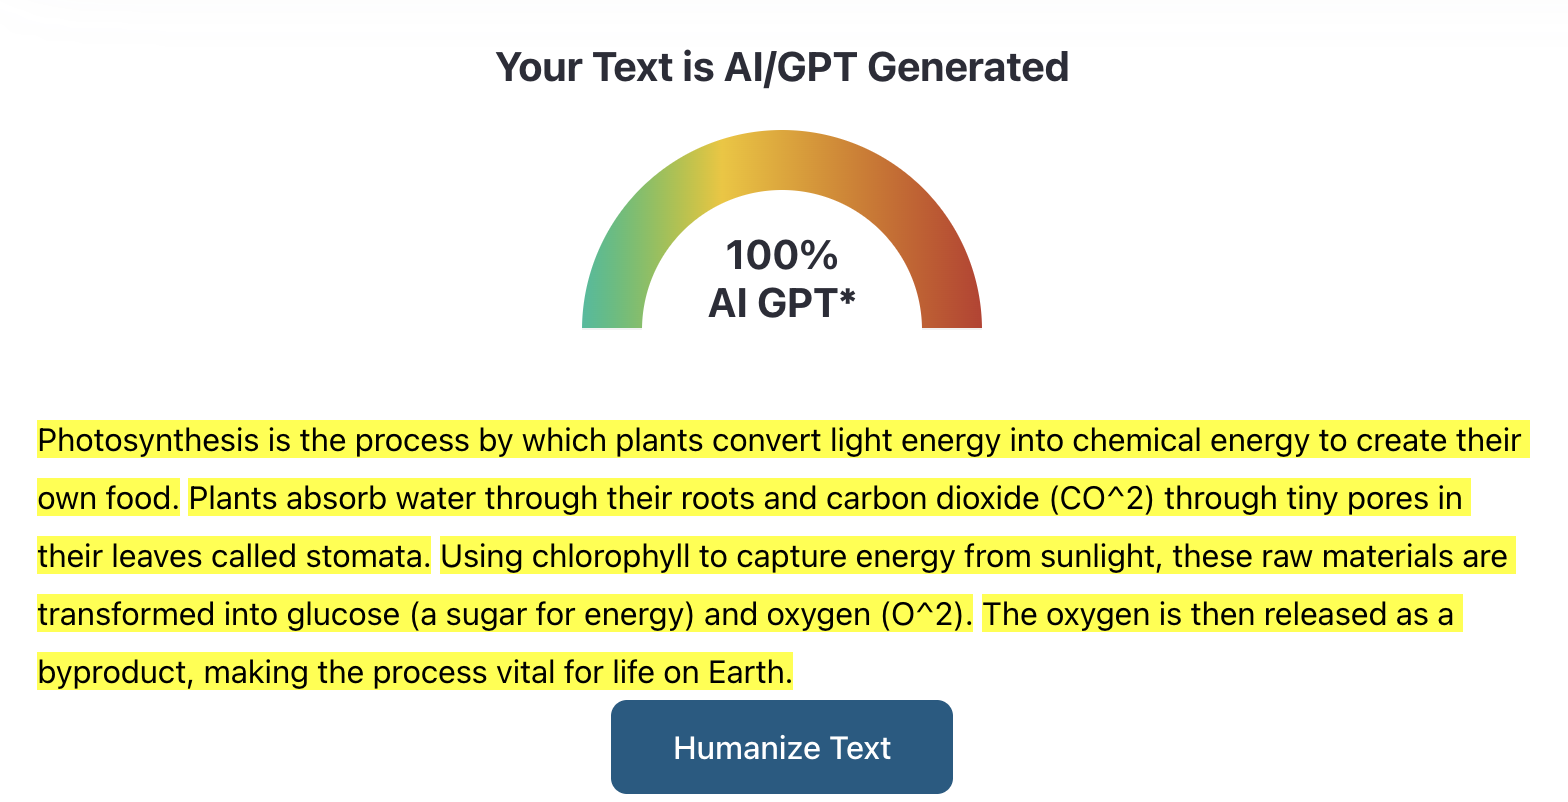 Your Text is AI/GPT Generated
100%
AI GPT*
Photosynthesis is the process by which plants convert light energy into chemical energy to create their
own food. Plants absorb water through their roots and carbon dioxide (CO^2) through tiny pores in
their leaves called stomata. Using chlorophyll to capture energy from sunlight, these raw materials are
transformed into glucose (a sugar for energy) and oxygen (O^2). The oxygen is then released as a
byproduct, making the process vital for life on Earth.
Humanize Text